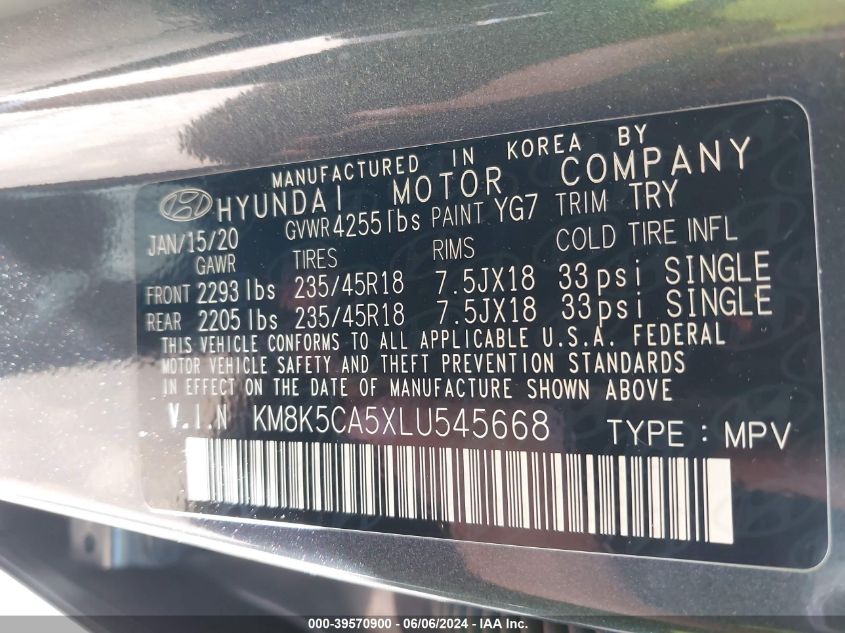 MANUFACTURED IN KOREA BY
HYUNDAI MOTOR COMPANY
JAN/15/20 GVWR 4255 lbs PAINT YG7 TRIM TRY
GAWR TIRES RIMS COLD TIRE INFL
FRONT 2293 lbs 235/45R18 7.5JX18 33 psi SINGLE
REAR 2205 lbs 235/45R18 7.5JX18 33 psi SINGLE
THIS VEHICLE CONFORMS TO ALL APPLICABLE U.S.A. FEDERAL
MOTOR VEHICLE SAFETY AND THEFT PREVENTION STANDARDS
IN EFFECT ON THE DATE OF MANUFACTURE SHOWN ABOVE
V.I.N KM8K5CA5XLU545668 TYPE : MPV
000-39570900 - 06/06/2024 - IAA Inc.